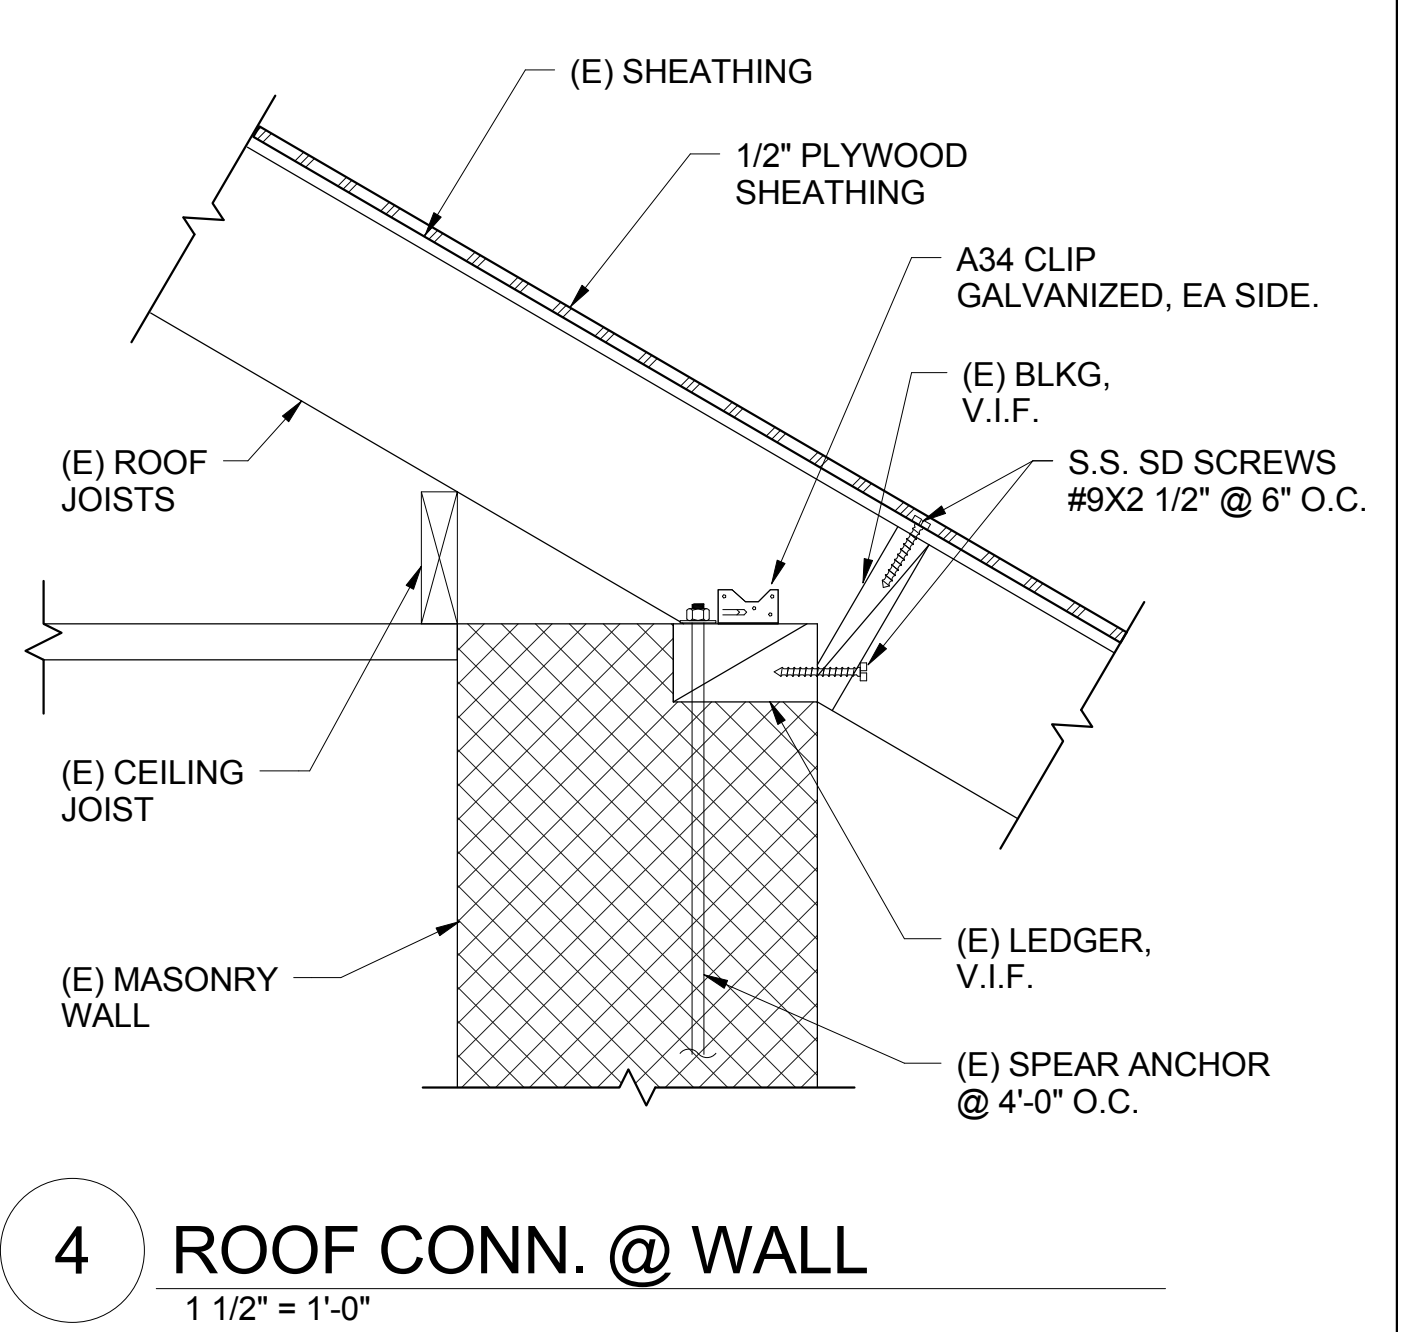 (E) SHEATHING
1/2" PLYWOOD
SHEATHING
A34 CLIP
GALVANIZED, EA SIDE.
(E) BLKG,
V.I.F.
S.S. SD SCREWS
#9X2 1/2" @ 6" O.C.
(E) ROOF
JOISTS
(E) CEILING
JOIST
(E) MASONRY
WALL
(E) LEDGER,
V.I.F.
(E) SPEAR ANCHOR
@ 4'-0" O.C.
4
ROOF CONN. @ WALL
1 1/2" = 1'-0"